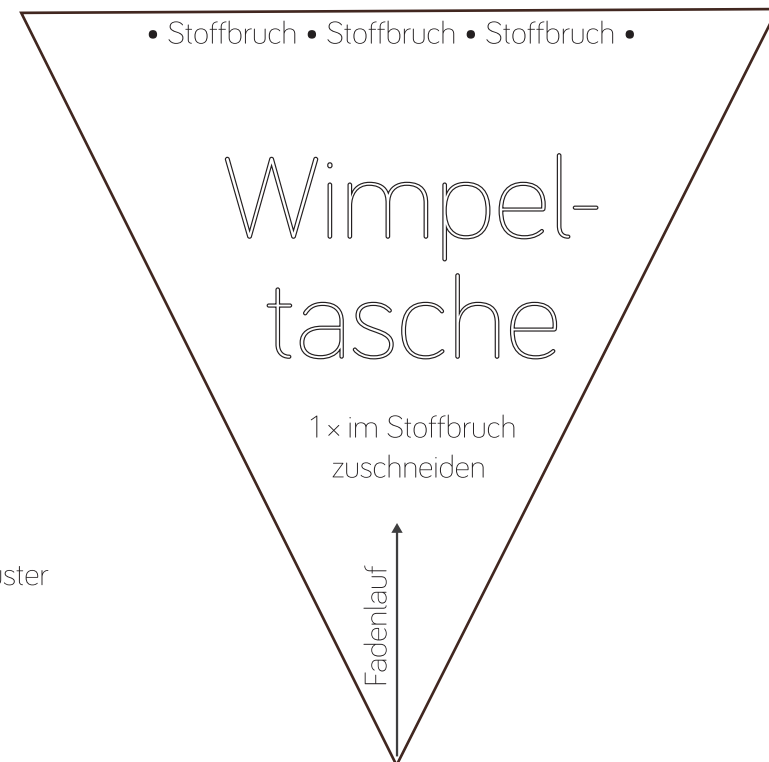 • Stoffbruch • Stoffbruch • Stoffbruch •
Wimpel-
tasche
1 x im Stoffbruch
zuschneiden
Fadenlauf